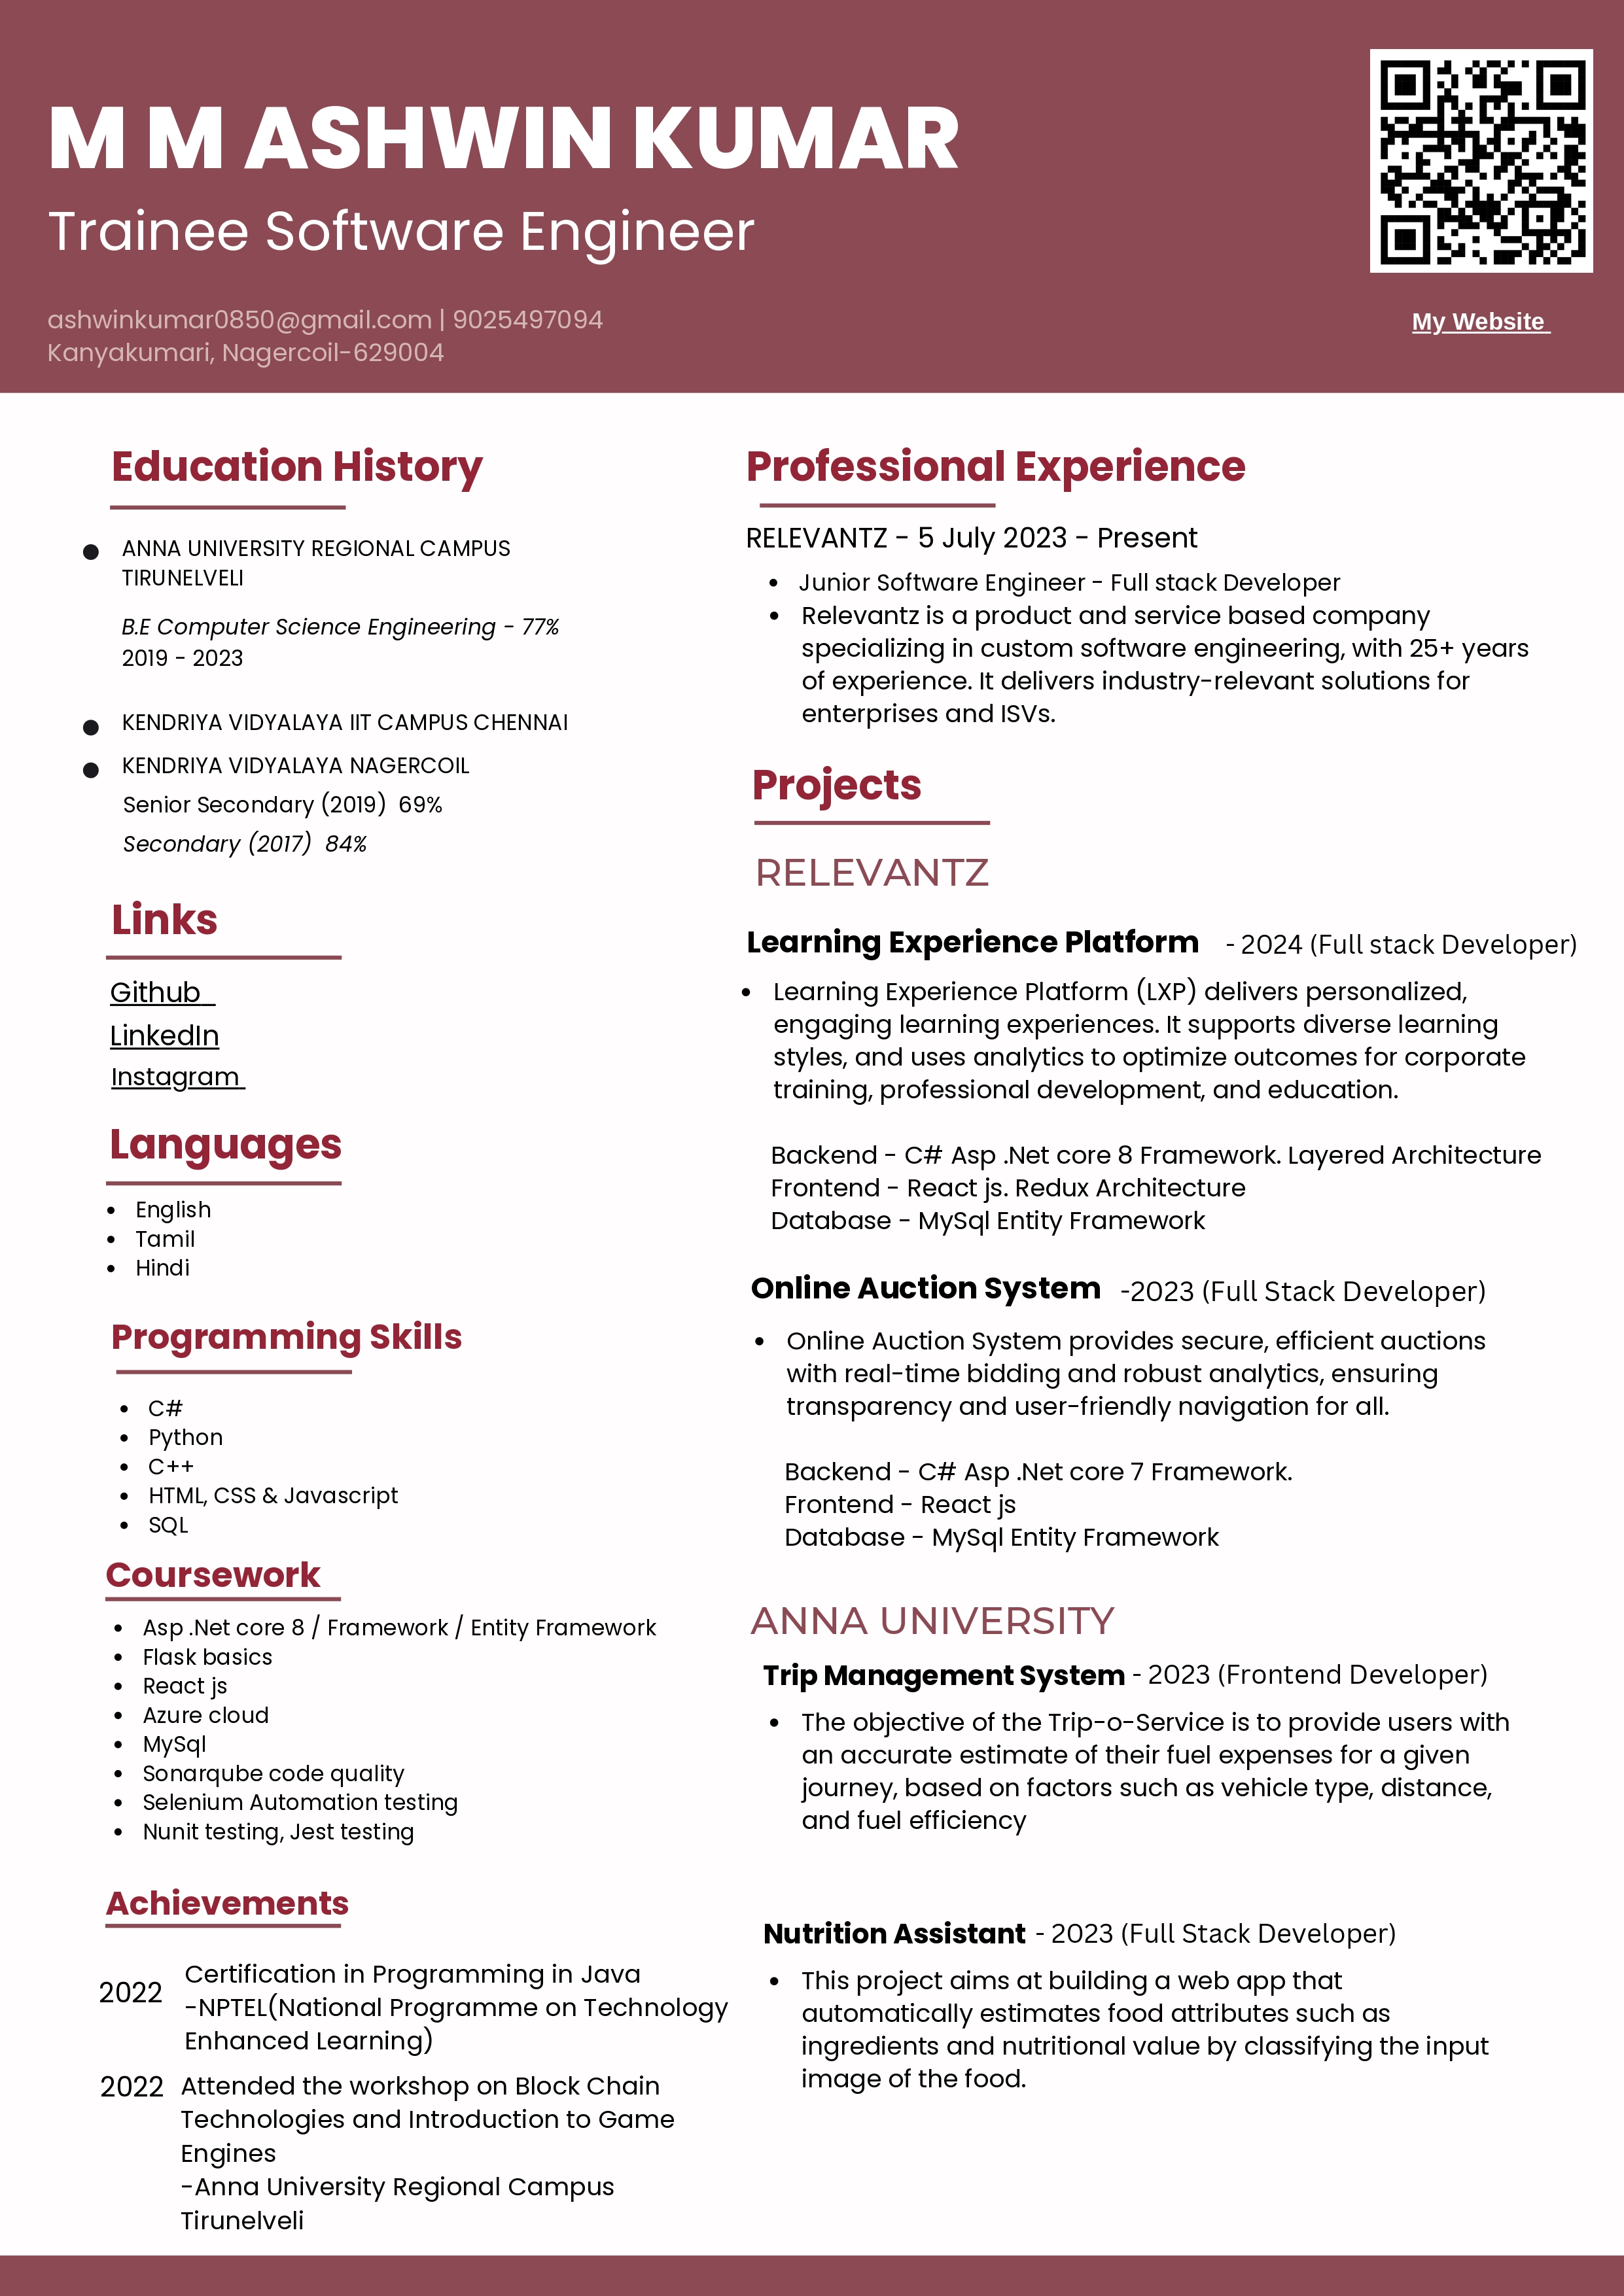 M M ASHWIN KUMAR
Trainee Software Engineer
ashwinkumar0850@gmail.com | 9025497094
Kanyakumari, Nagercoil-629004
My Website
Education History
ANNA UNIVERSITY REGIONAL CAMPUS
TIRUNELVELI
B.E Computer Science Engineering - 77%
2019 - 2023
KENDRIYA VIDYALAYA IIT CAMPUS CHENNAI
KENDRIYA VIDYALAYA NAGERCOIL
Senior Secondary (2019)  69%
Secondary (2017)  84%
Links
Github
LinkedIn
Instagram
Languages
• English
• Tamil
• Hindi
Programming Skills
• C#
• Python
• C++
• HTML, CSS & Javascript
• SQL
Coursework
• Asp .Net core 8 / Framework / Entity Framework
• Flask basics
• React js
• Azure cloud
• MySql
• Sonarqube code quality
• Selenium Automation testing
• Nunit testing, Jest testing
Achievements
2022 Certification in Programming in Java
-NPTEL(National Programme on Technology
Enhanced Learning)
2022 Attended the workshop on Block Chain
Technologies and Introduction to Game
Engines
-Anna University Regional Campus
Tirunelveli
Professional Experience
RELEVANTZ - 5 July 2023 - Present
• Junior Software Engineer - Full stack Developer
• Relevantz is a product and service based company
specializing in custom software engineering, with 25+ years
of experience. It delivers industry-relevant solutions for
enterprises and ISVs.
Projects
RELEVANTZ
Learning Experience Platform - 2024 (Full stack Developer)
• Learning Experience Platform (LXP) delivers personalized,
engaging learning experiences. It supports diverse learning
styles, and uses analytics to optimize outcomes for corporate
training, professional development, and education.
Backend - C# Asp .Net core 8 Framework. Layered Architecture
Frontend - React js. Redux Architecture
Database - MySql Entity Framework
Online Auction System -2023 (Full Stack Developer)
• Online Auction System provides secure, efficient auctions
with real-time bidding and robust analytics, ensuring
transparency and user-friendly navigation for all.
Backend - C# Asp .Net core 7 Framework.
Frontend - React js
Database - MySql Entity Framework
ANNA UNIVERSITY
Trip Management System - 2023 (Frontend Developer)
• The objective of the Trip-o-Service is to provide users with
an accurate estimate of their fuel expenses for a given
journey, based on factors such as vehicle type, distance,
and fuel efficiency
Nutrition Assistant - 2023 (Full Stack Developer)
• This project aims at building a web app that
automatically estimates food attributes such as
ingredients and nutritional value by classifying the input
image of the food.